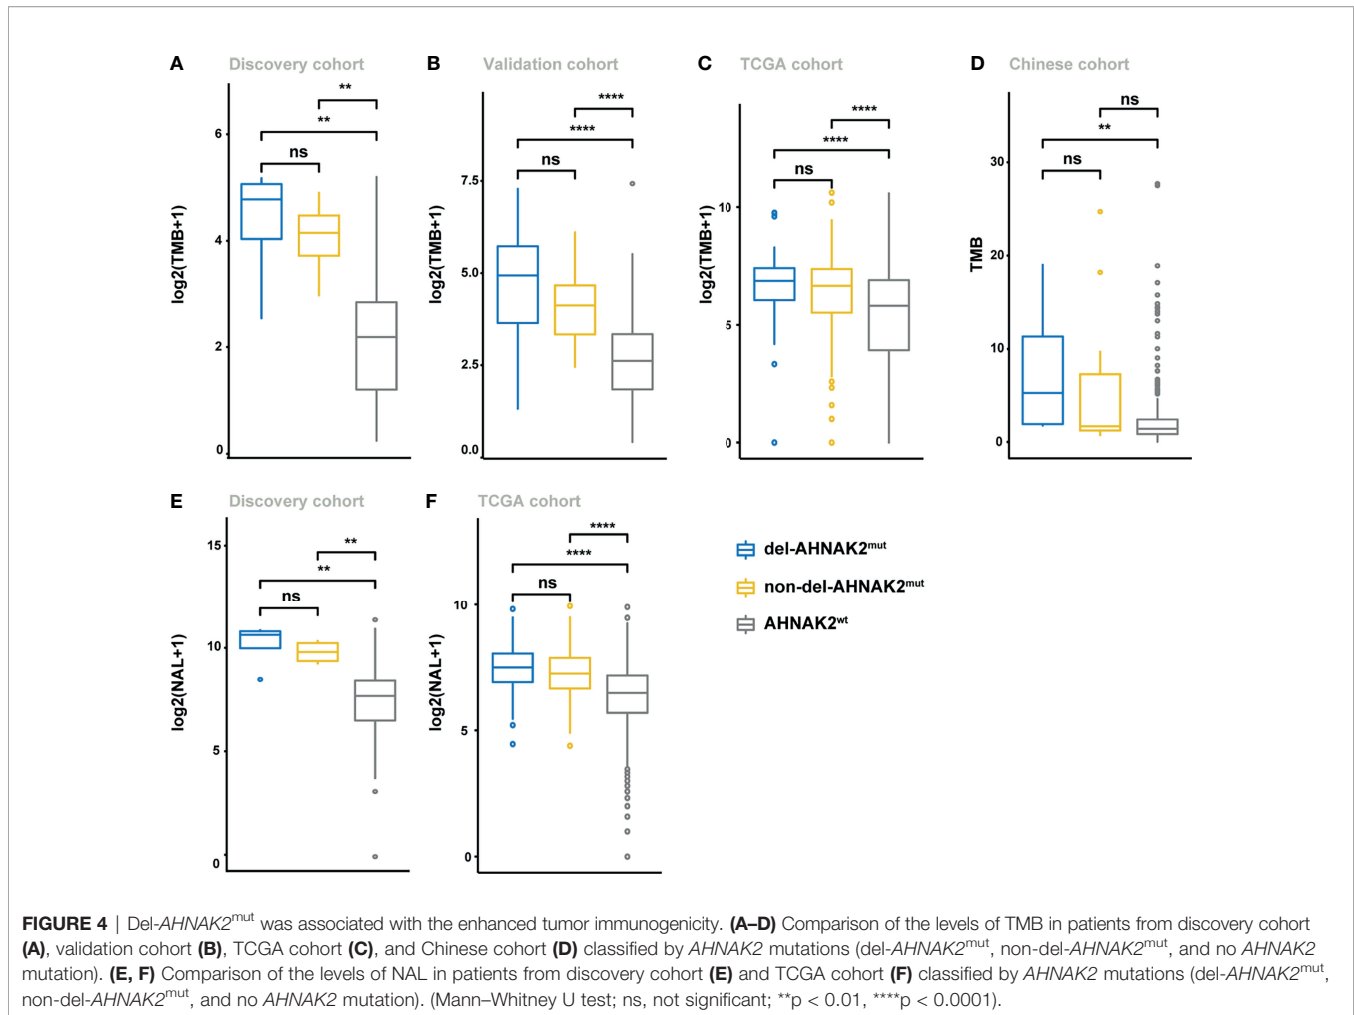 A Discovery cohort
** 
**
ns
log2(TMB+1)
6
4
2
0
B Validation cohort
****
****
ns
log2(TMB+1)
7.5
5.0
2.5
0.0
C TCGA cohort
****
****
ns
log2(TMB+1)
10
5
0
D Chinese cohort
ns
**
ns
TMB
30
20
10
0
E Discovery cohort
**
**
ns
log2(NAL+1)
15
10
5
0
F TCGA cohort
****
****
ns
log2(NAL+1)
10
5
0
del-AHNAK2mut
non-del-AHNAK2mut
AHNAK2wt
FIGURE 4 | Del-AHNAK2mut was associated with the enhanced tumor immunogenicity. (A–D) Comparison of the levels of TMB in patients from discovery cohort
(A), validation cohort (B), TCGA cohort (C), and Chinese cohort (D) classified by AHNAK2 mutations (del-AHNAK2mut, non-del-AHNAK2mut, and no AHNAK2
mutation). (E, F) Comparison of the levels of NAL in patients from discovery cohort (E) and TCGA cohort (F) classified by AHNAK2 mutations (del-AHNAK2mut,
non-del-AHNAK2mut, and no AHNAK2 mutation). (Mann–Whitney U test; ns, not significant; **p < 0.01, ****p < 0.0001).